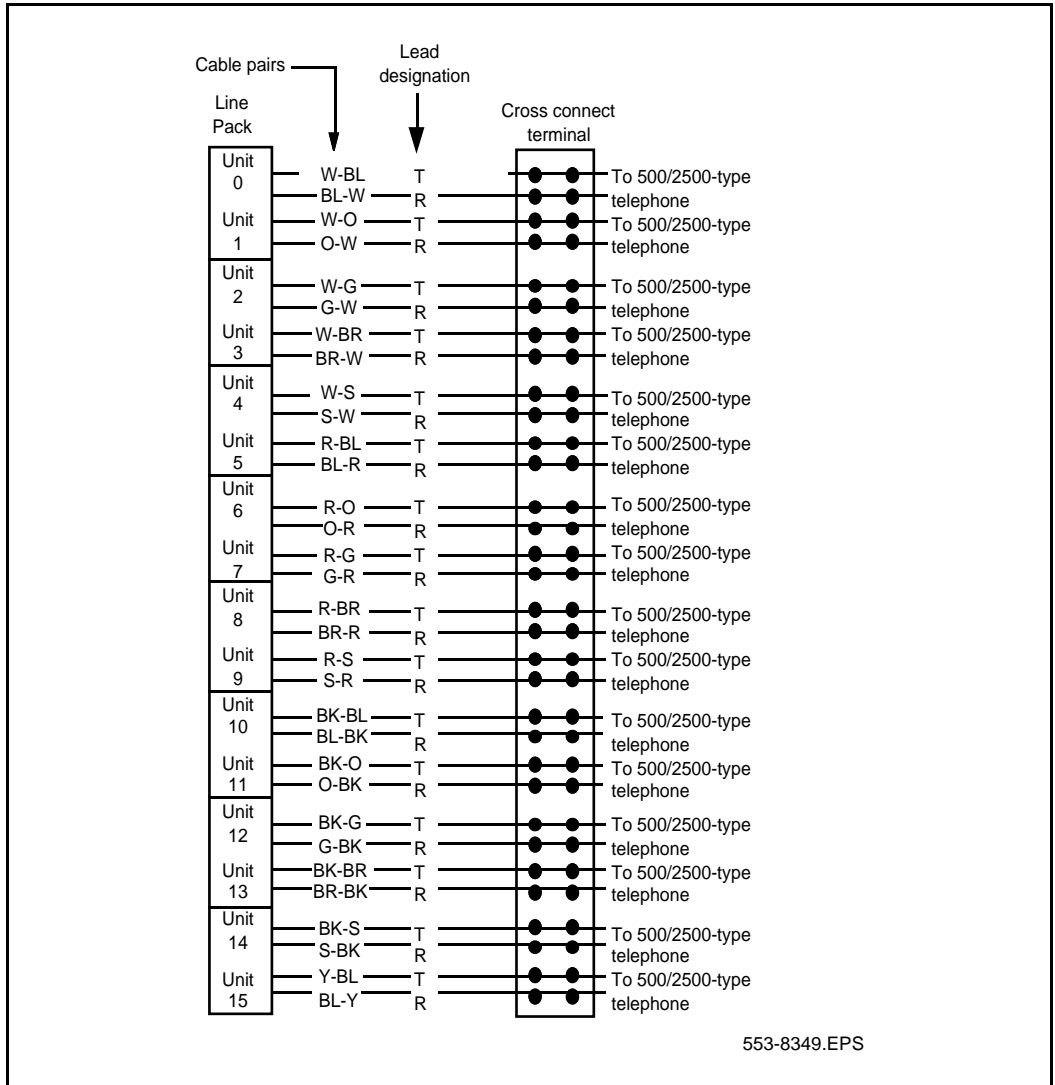 Cable pairs
Lead
designation
Line
Pack
Cross connect
terminal
Unit
0
W-BL T To 500/2500-type
BL-W R telephone
Unit
1
W-O T To 500/2500-type
O-W R telephone
Unit
2
W-G T To 500/2500-type
G-W R telephone
Unit
3
W-BR T To 500/2500-type
BR-W R telephone
Unit
4
W-S T To 500/2500-type
S-W R telephone
Unit
5
R-BL T To 500/2500-type
BL-R R telephone
Unit
6
R-O T To 500/2500-type
O-R R telephone
Unit
7
R-G T To 500/2500-type
G-R R telephone
Unit
8
R-BR T To 500/2500-type
BR-R R telephone
Unit
9
R-S T To 500/2500-type
S-R R telephone
Unit
10
BK-BL T To 500/2500-type
BL-BK R telephone
Unit
11
BK-O T To 500/2500-type
O-BK R telephone
Unit
12
BK-G T To 500/2500-type
G-BK R telephone
Unit
13
BK-BR T To 500/2500-type
BR-BK R telephone
Unit
14
BK-S T To 500/2500-type
S-BK R telephone
Unit
15
Y-BL T To 500/2500-type
BL-Y R telephone
553-8349.EPS